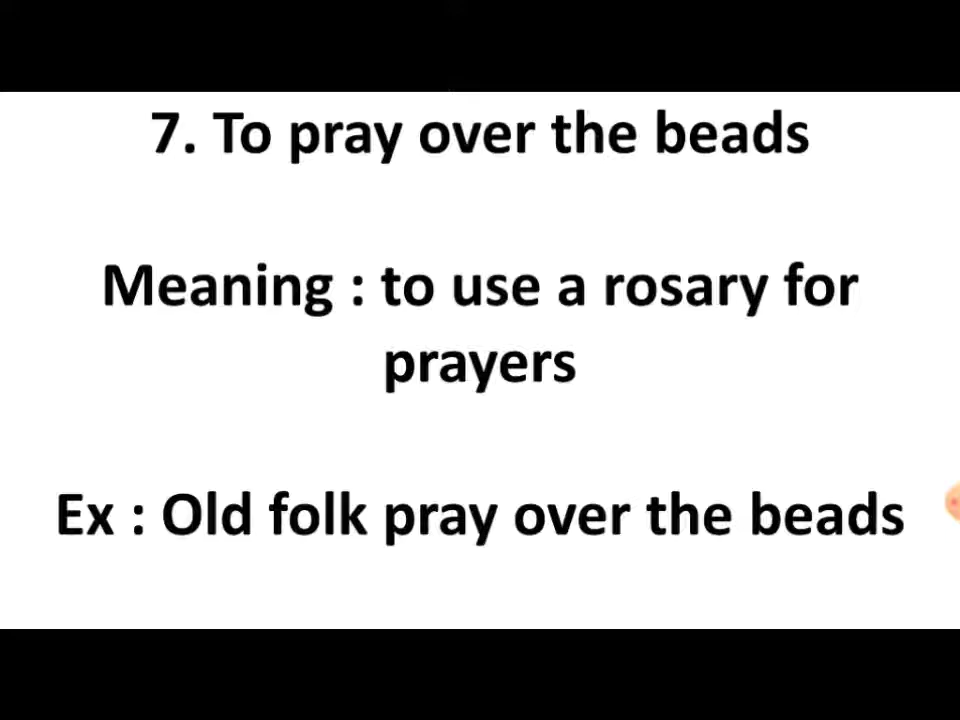 7. To pray over the beads
Meaning : to use a rosary for
prayers
Ex : Old folk pray over the beads